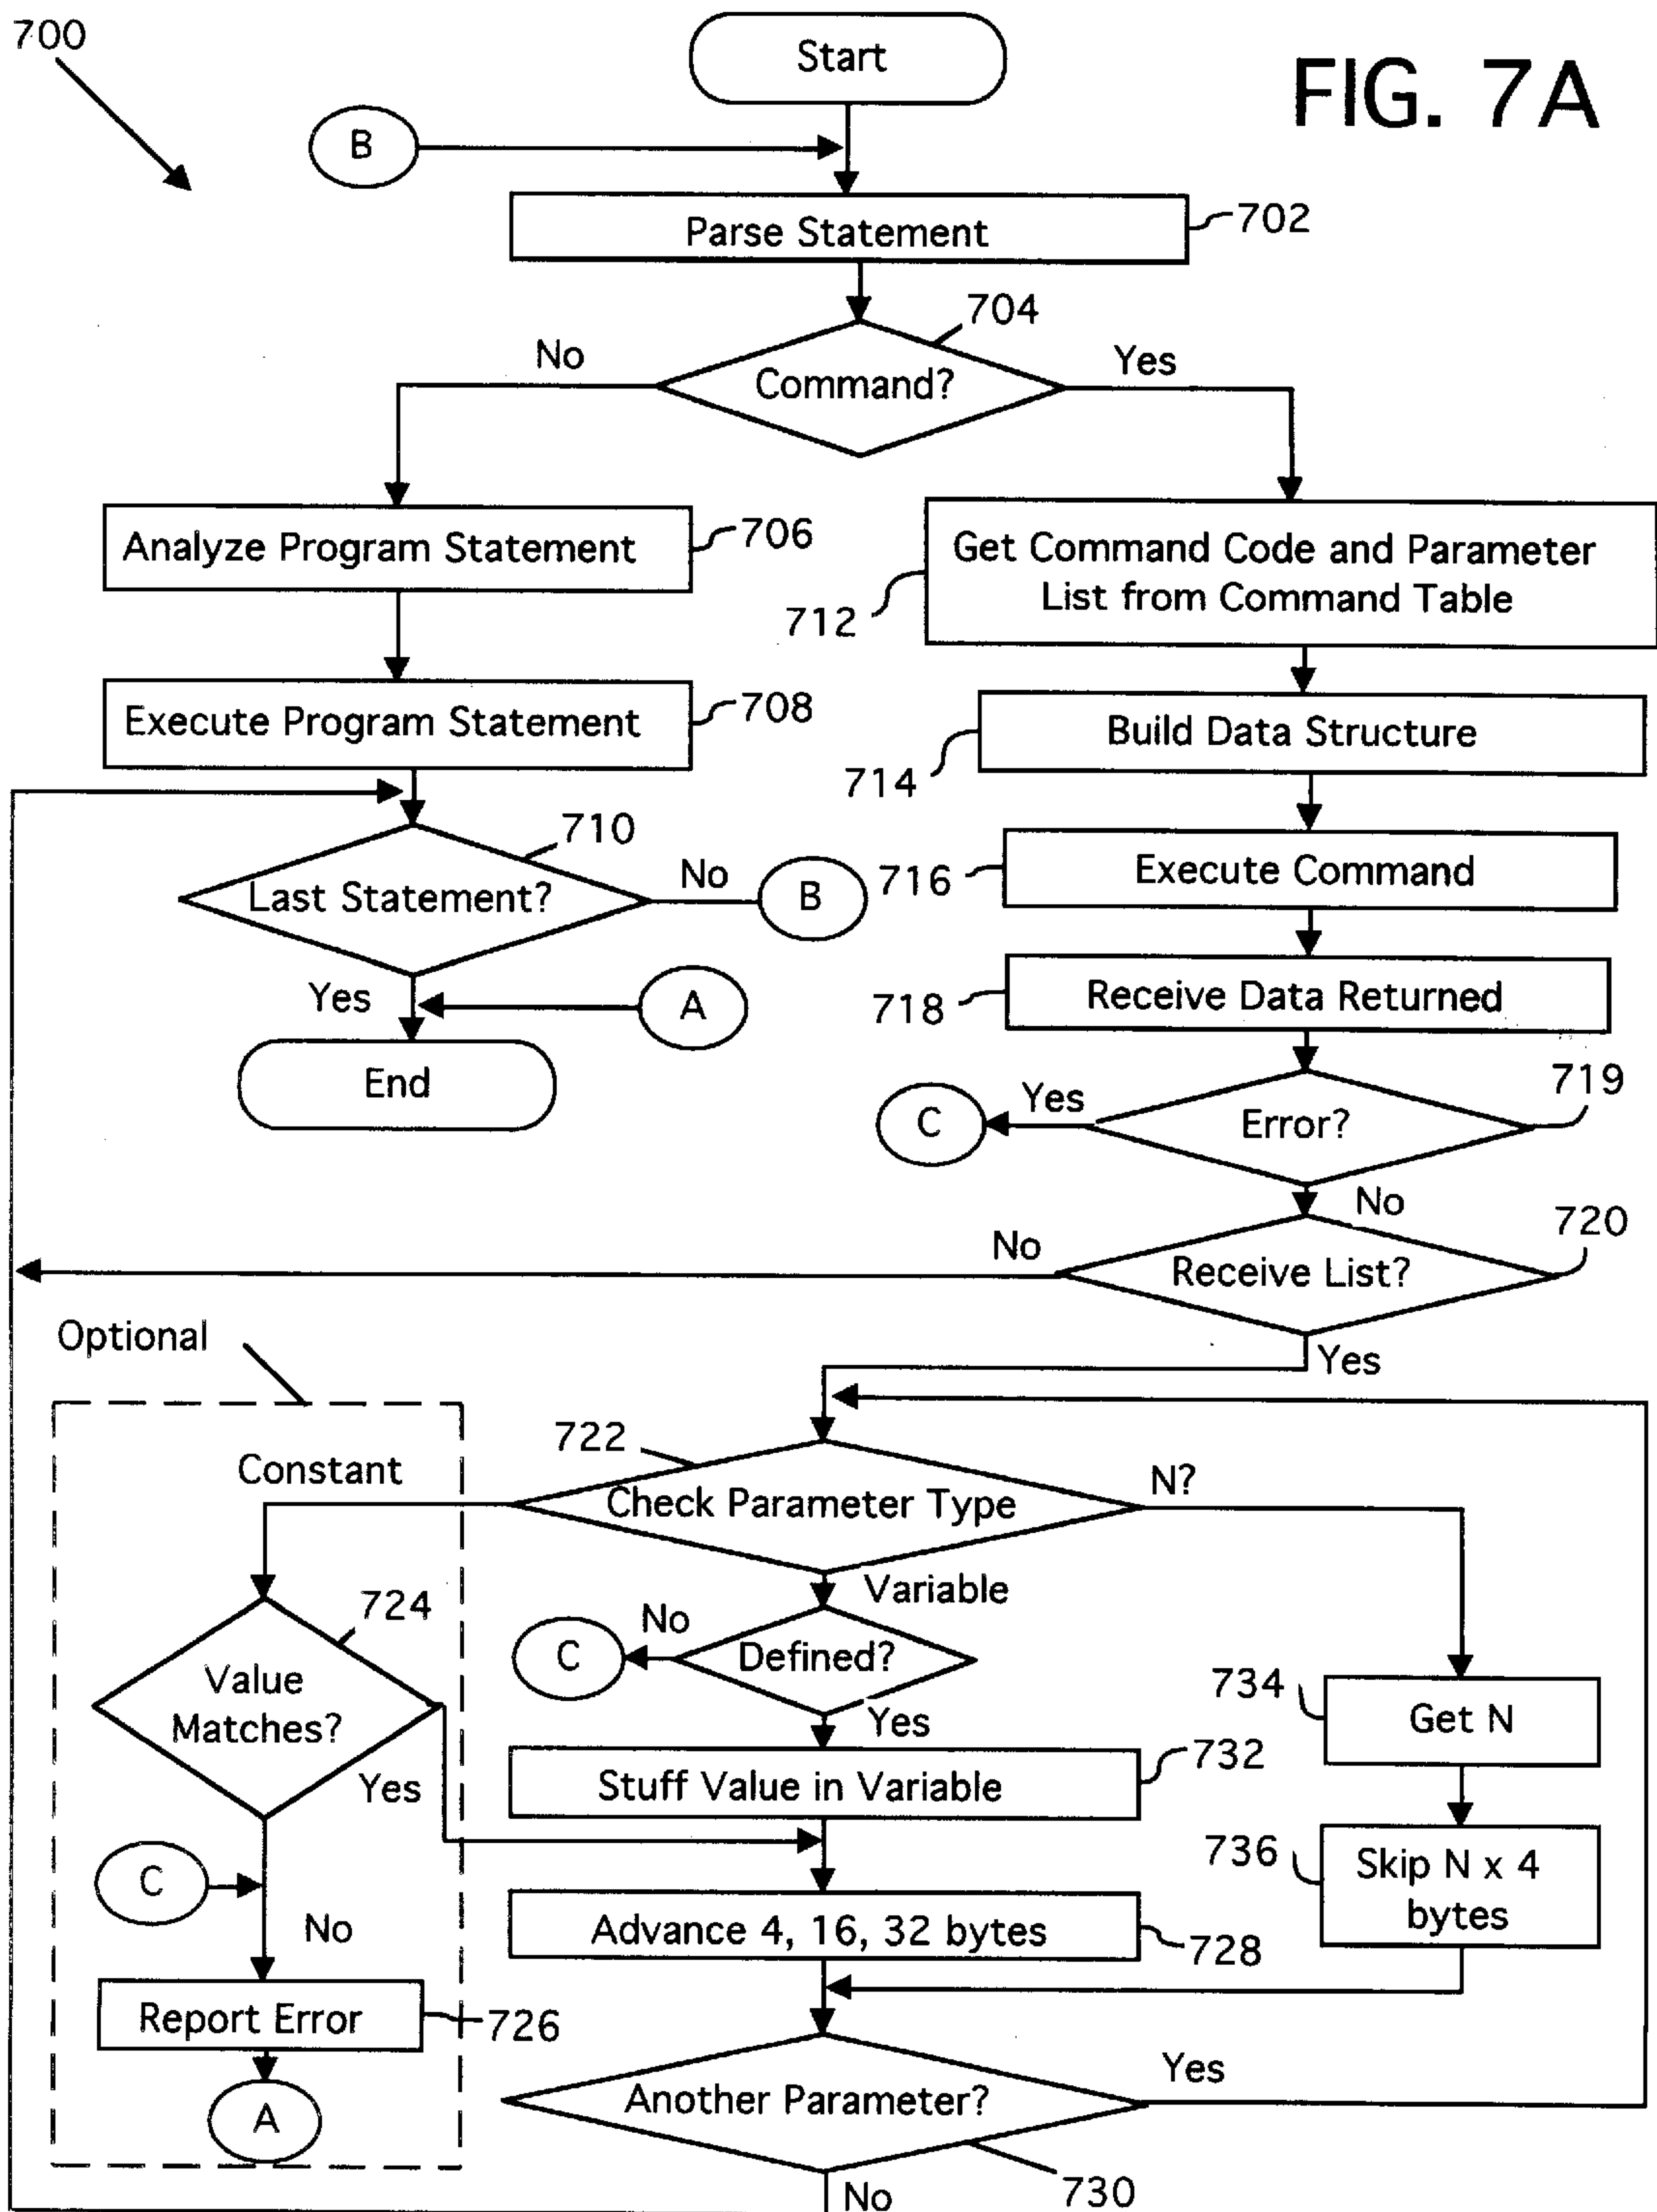 700
Start
FIG. 7A
B
Parse Statement
702
704
No
Command?
Yes
Analyze Program Statement
706
Get Command Code and Parameter
List from Command Table
712
Execute Program Statement
708
Build Data Structure
714
710
Last Statement?
No
B
716
Execute Command
Yes
A
718
Receive Data Returned
End
719
C
Yes
Error?
No
720
No
Receive List?
Yes
Optional
722
Constant
Check Parameter Type
N?
Variable
724
No
C
Defined?
Value
Matches?
Yes
734
Get N
Yes
Stuff Value in Variable
732
C
736
Skip N x 4
bytes
No
Advance 4, 16, 32 bytes
728
Report Error
726
Yes
Another Parameter?
A
No
730